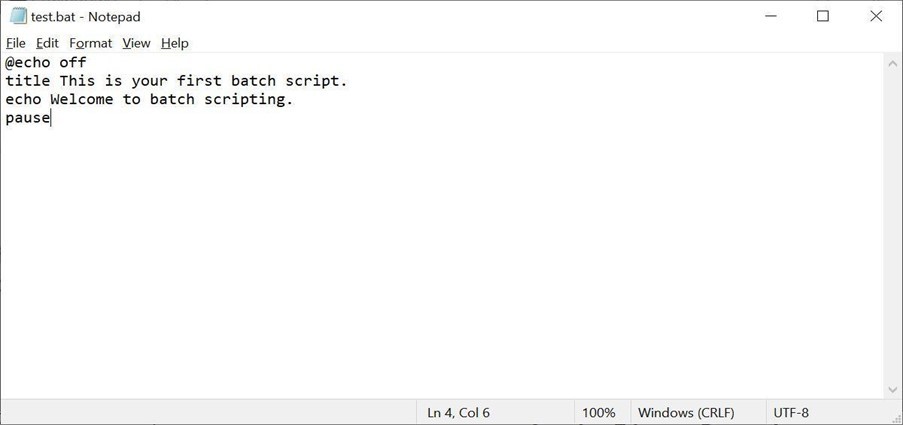 test.bat - Notepad
File Edit Format View Help
@echo off
title This is your first batch script.
echo Welcome to batch scripting.
pause
Ln 4, Col 6 100% Windows (CRLF) UTF-8